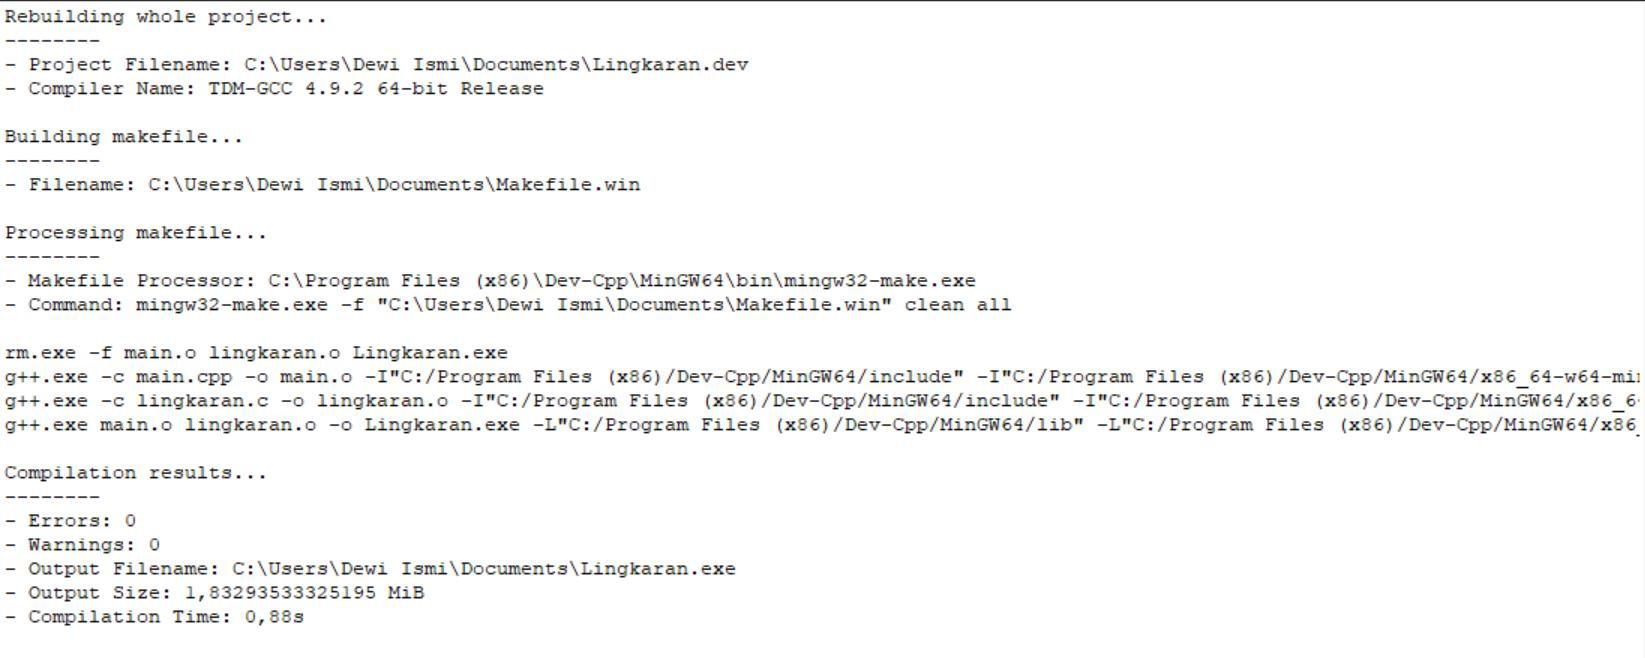 Rebuilding whole project...
--------
- Project Filename: C:\Users\Dewi Ismi\Documents\Lingkaran.dev
- Compiler Name: TDM-GCC 4.9.2 64-bit Release
Building makefile...
--------
- Filename: C:\Users\Dewi Ismi\Documents\Makefile.win
Processing makefile...
--------
- Makefile Processor: C:\Program Files (x86)\Dev-Cpp\MinGW64\bin\mingw32-make.exe
- Command: mingw32-make.exe -f "C:\Users\Dewi Ismi\Documents\Makefile.win" clean all
rm.exe -f main.o lingkaran.o Lingkaran.exe
g++.exe -c main.cpp -o main.o -I"C:/Program Files (x86)/Dev-Cpp/MinGW64/include" -I"C:/Program Files (x86)/Dev-Cpp/MinGW64/x86_64-w64-mi
g++.exe -c lingkaran.c -o lingkaran.o -I"C:/Program Files (x86)/Dev-Cpp/MinGW64/include" -I"C:/Program Files (x86)/Dev-Cpp/MinGW64/x86_6
g++.exe main.o lingkaran.o -o Lingkaran.exe -L"C:/Program Files (x86)/Dev-Cpp/MinGW64/lib" -L"C:/Program Files (x86)/Dev-Cpp/MinGW64/x86_
Compilation results...
--------
- Errors: 0
- Warnings: 0
- Output Filename: C:\Users\Dewi Ismi\Documents\Lingkaran.exe
- Output Size: 1,83293533325195 MiB
- Compilation Time: 0,88s